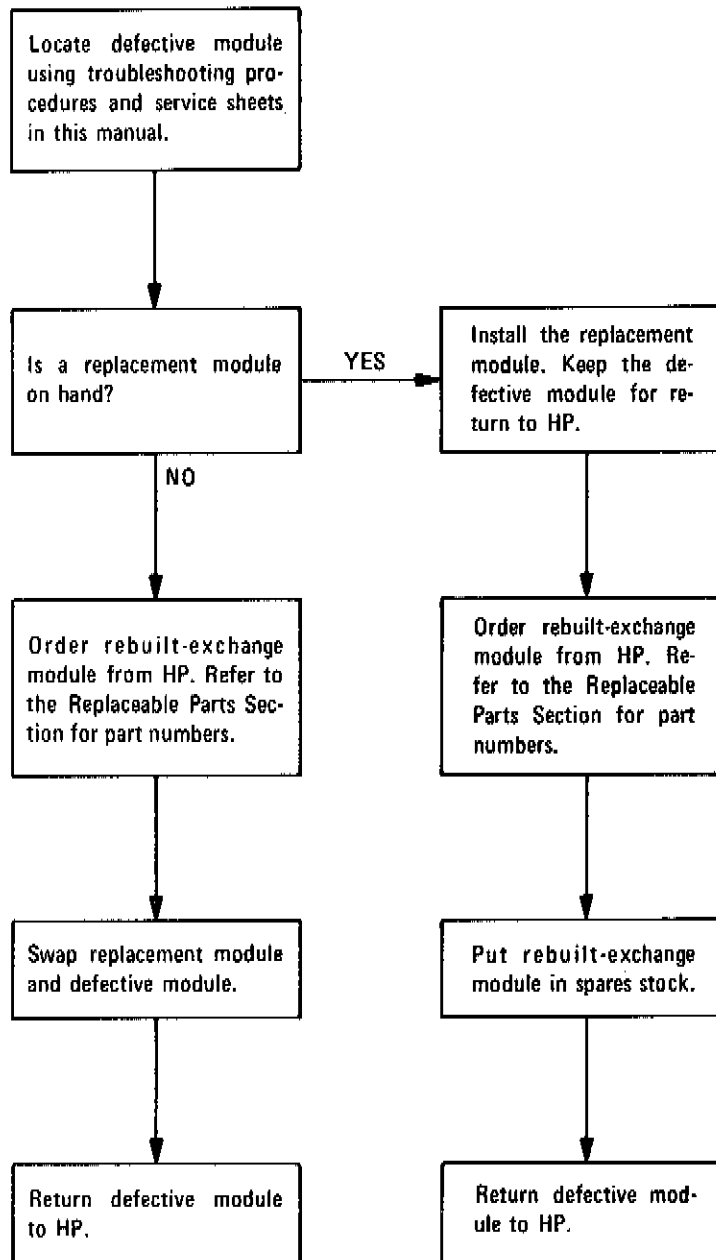 Locate defective module
using troubleshooting pro-
cedures and service sheets
in this manual.
Is a replacement module
on hand?
YES
Install the replacement
module. Keep the de-
fective module for re-
turn to HP.
NO
Order rebuilt-exchange
module from HP. Refer to
the Replaceable Parts Sec-
tion for part numbers.
Order rebuilt-exchange
module from HP. Re-
fer to the Replaceable
Parts Section for part
numbers.
Swap replacement module
and defective module.
Put rebuilt-exchange
module in spares stock.
Return defective module
to HP.
Return defective mod-
ule to HP.